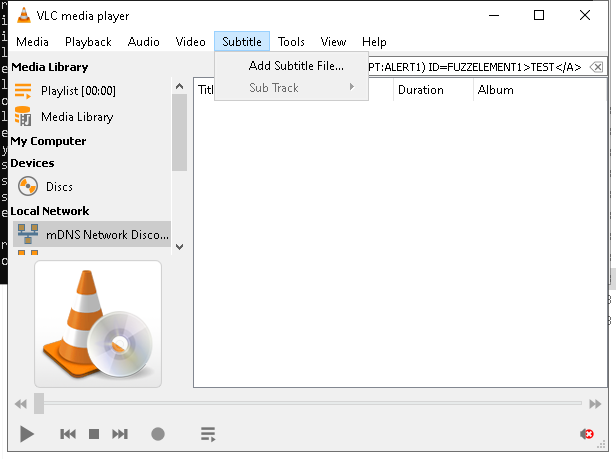 VLC media player
Media Playback Audio Video Subtitle Tools View Help
Media Library
PT:ALERT1) ID=FUZZELEMENT1>TEST</A>
Add Subtitle File...
Sub Track
Duration Album
Playlist [00:00]
Media Library
My Computer
Devices
Discs
Local Network
mDNS Network Disco...